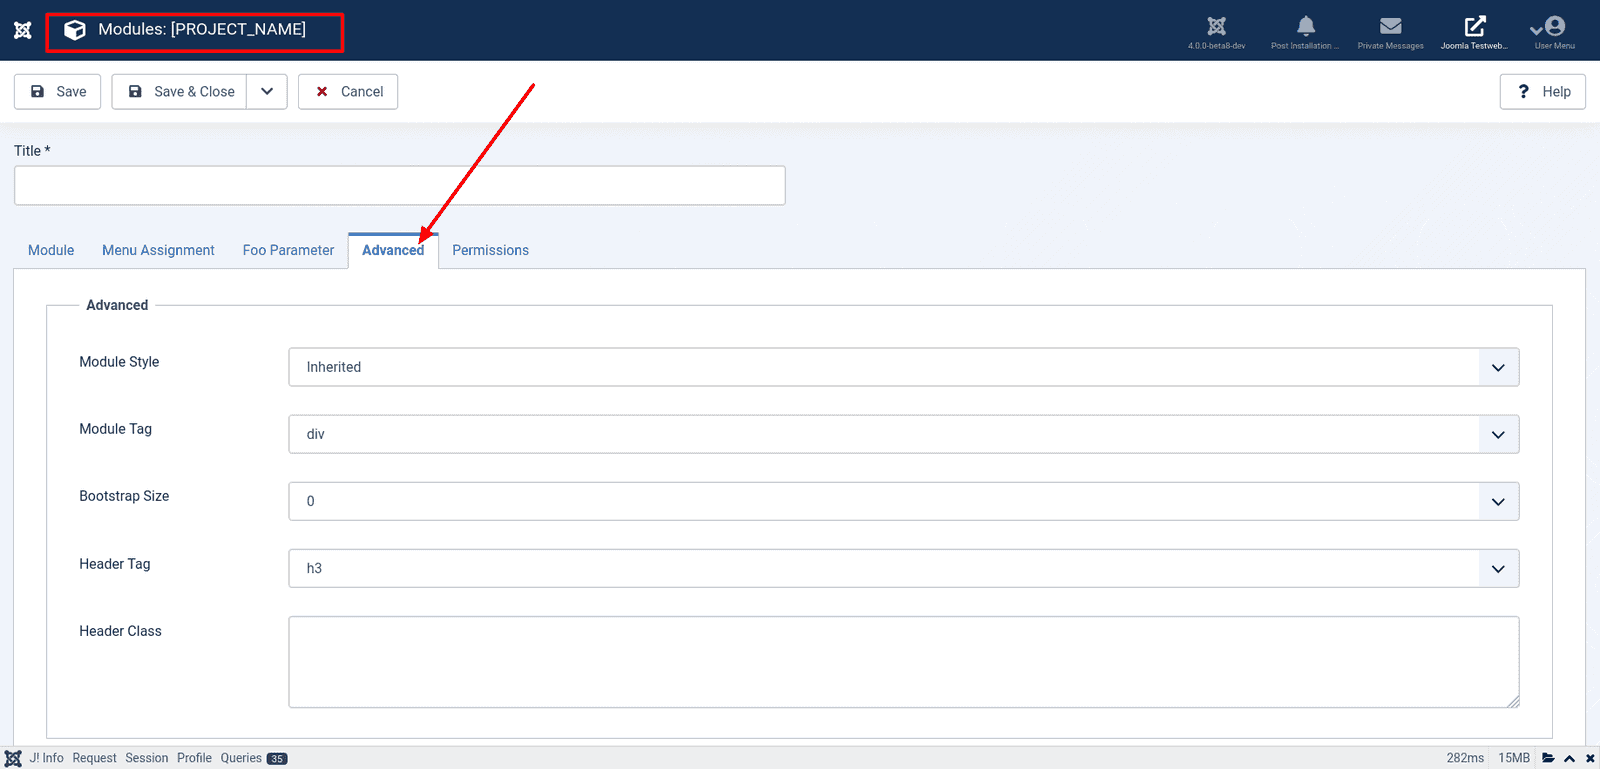 Modules: [PROJECT_NAME]
4.0.0-beta8-dev
Post Installation ...
Private Messages
Joomla Testweb...
User Menu
Save
Save & Close
Cancel
? Help
Title *
Module
Menu Assignment
Foo Parameter
Advanced
Permissions
Advanced
Module Style
Inherited
Module Tag
div
Bootstrap Size
0
Header Tag
h3
Header Class
J! Info Request Session Profile Queries 35
282ms
15MB